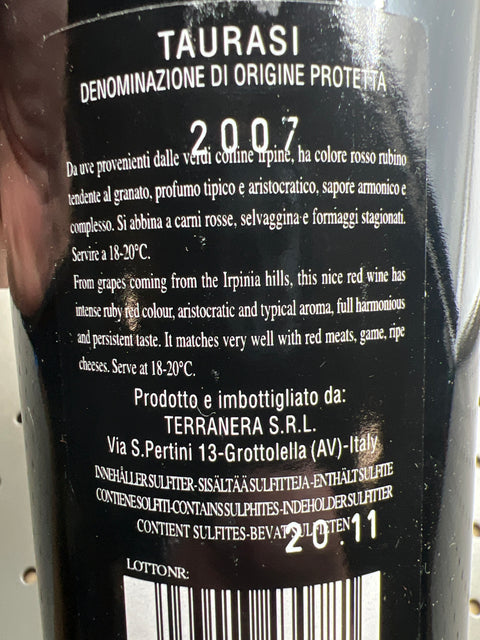 TAURASI
DENOMINAZIONE DI ORIGINE PROTETTA
2007
Da uve provenienti dalle verdi colline irpine, ha colore rosso rubino
tendente al granato, profumo tipico e aristocratico, sapore armonico e
complesso. Si abbina a carni rosse, selvaggina e formaggi stagionati.
Servire a 18-20°C.
From grapes coming from the Irpinia hills, this nice red wine has
intense ruby red colour, aristocratic and typical aroma, full harmonious
and persistent taste. It matches very well with red meats, game, ripe
cheeses. Serve at 18-20°C.
Prodotto e imbottigliato da:
TERRANERA S.R.L.
Via S.Pertini 13-Grottolella (AV)-Italy
INNEHÅLLER SULFITER- SISÄLTÄÄ SULFITTEJA -ENTHÄLT SULFITE
CONTIENE SOLFITI-CONTAINS SULPHITES-INDEHOLDER SULFITTER
CONTIENT SULFITES-BEVAT SULFIETEN
20.11
LOTTO NR: